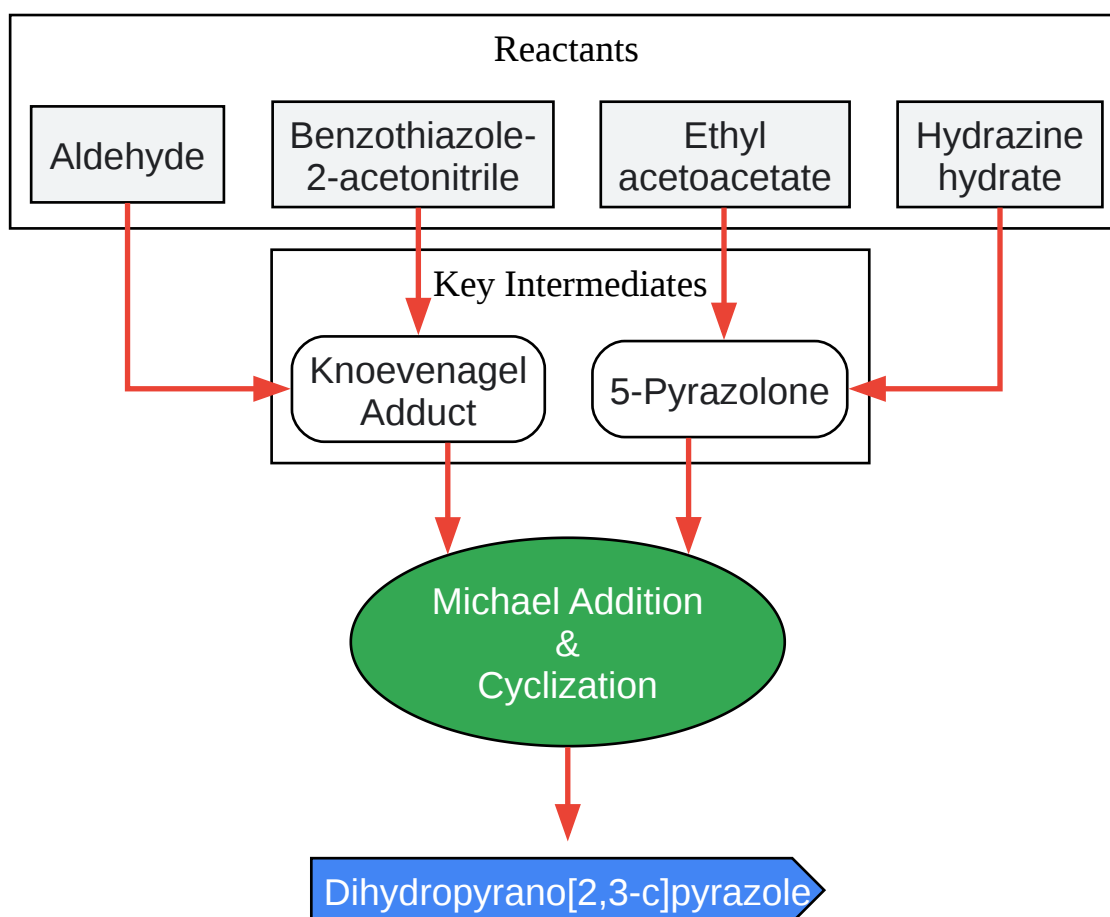 Reactants
Aldehyde
Benzothiazole-
2-acetonitrile
Ethyl
acetoacetate
Hydrazine
hydrate
Key Intermediates
Knoevenagel
Adduct
5-Pyrazolone
Michael Addition
&
Cyclization
Dihydropyrano[2,3-c]pyrazole